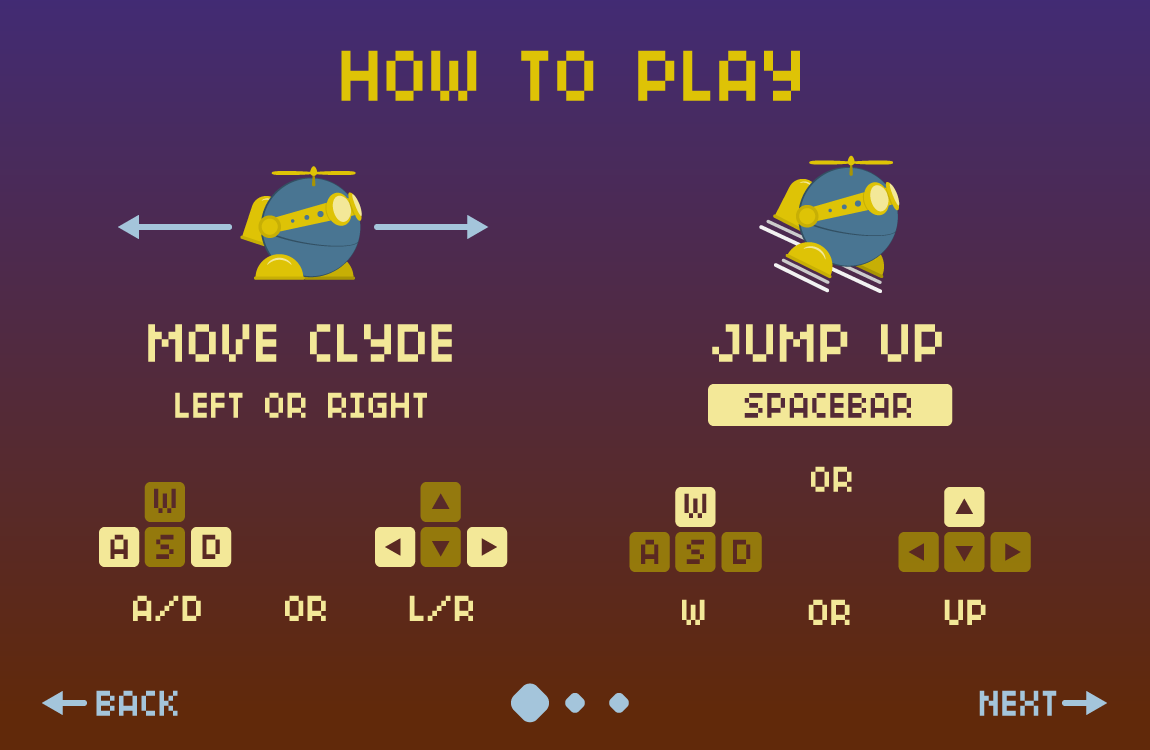 HOW TO PLAY
MOVE CLYDE
LEFT OR RIGHT
W
A S D
A/D OR L/R
JUMP UP
SPACEBAR
OR
W
A S D
W OR UP
BACK
NEXT